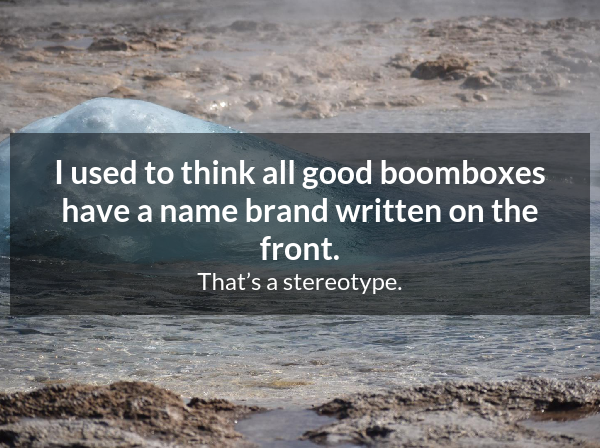 I used to think all good boomboxes
have a name brand written on the
front.
That’s a stereotype.